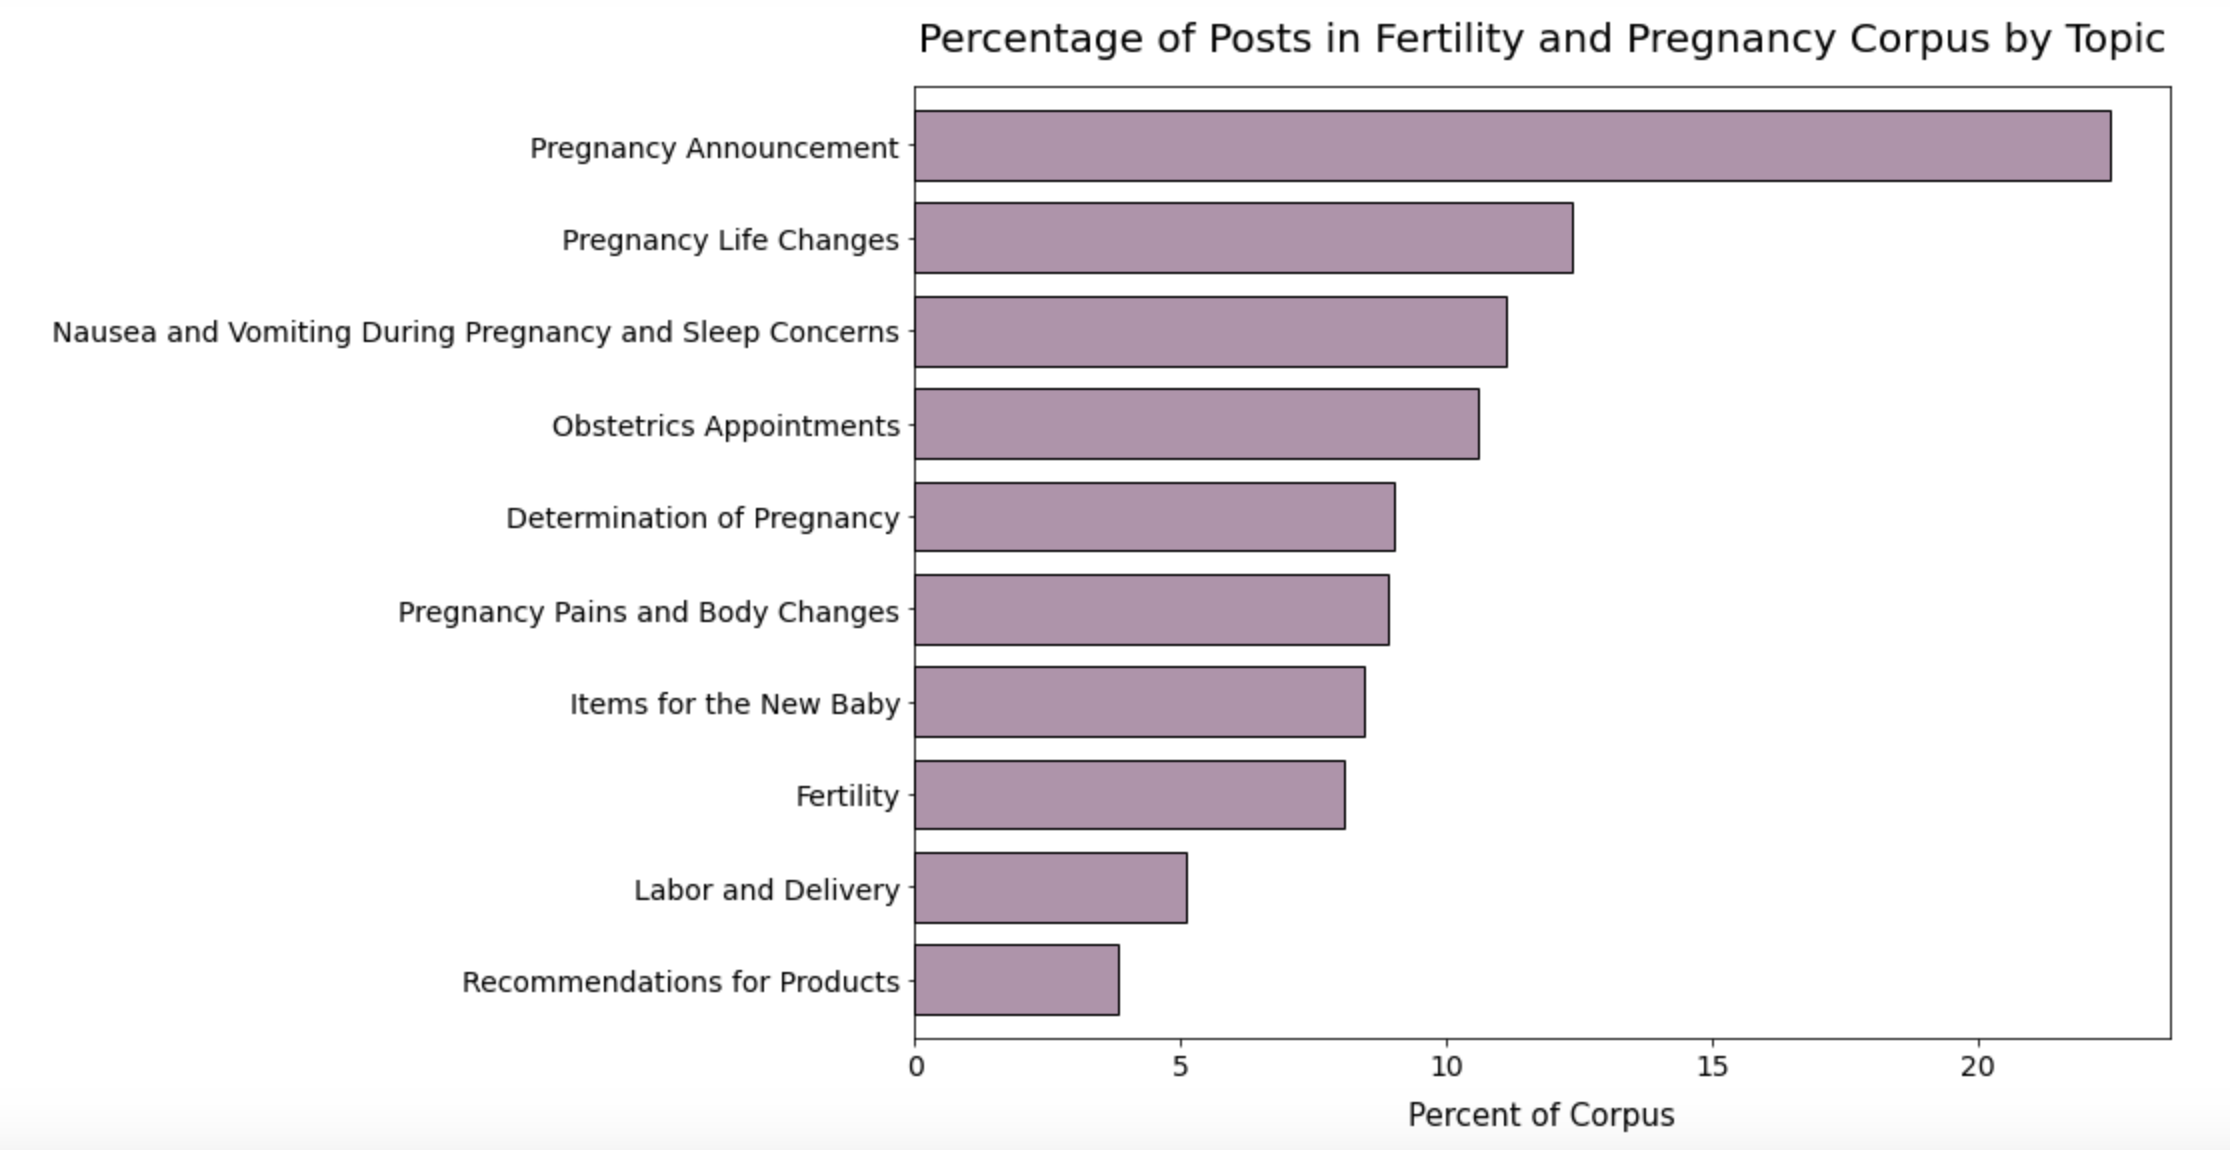 Percentage of Posts in Fertility and Pregnancy Corpus by Topic
Pregnancy Announcement
Pregnancy Life Changes
Nausea and Vomiting During Pregnancy and Sleep Concerns
Obstetrics Appointments
Determination of Pregnancy
Pregnancy Pains and Body Changes
Items for the New Baby
Fertility
Labor and Delivery
Recommendations for Products
0 5 10 15 20
Percent of Corpus